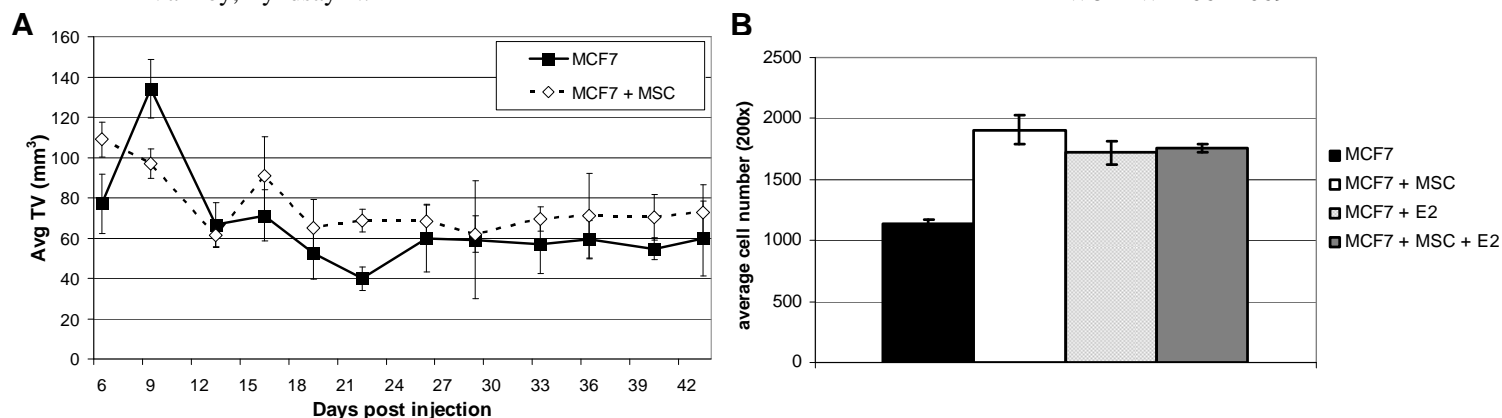 A
160
140
120
100
80
60
40
20
0
Avg TV (mm³)
MCF7
MCF7 + MSC
6 9 12 15 18 21 24 27 30 33 36 39 42
Days post injection
B
2500
2000
1500
1000
500
0
average cell number (200x)
MCF7
MCF7 + MSC
MCF7 + E2
MCF7 + MSC + E2